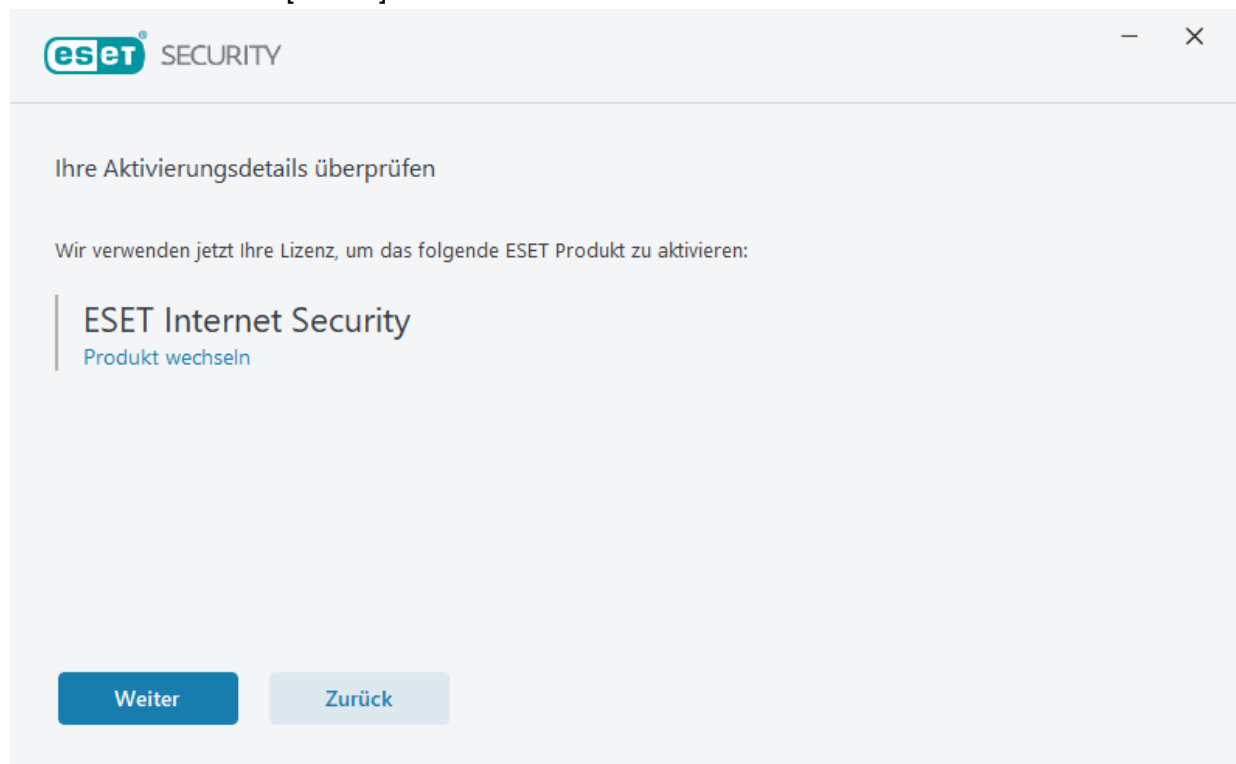 eset® SECURITY
Ihre Aktivierungsdetails überprüfen
Wir verwenden jetzt Ihre Lizenz, um das folgende ESET Produkt zu aktivieren:
ESET Internet Security
Produkt wechseln
Weiter Zurück